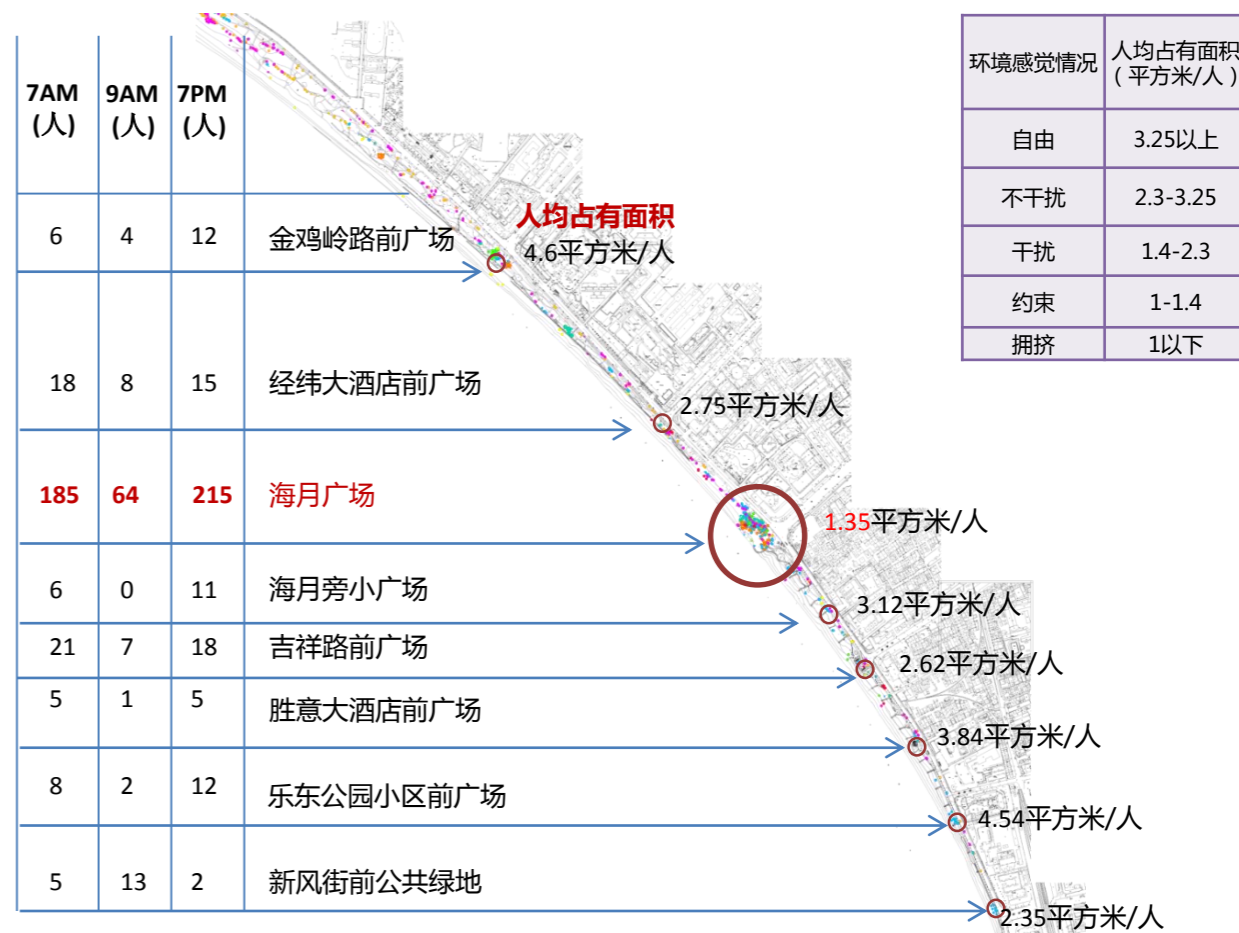 7AM 9AM 7PM
(人) (人) (人)
6 4 12 金鸡岭路前广场
18 8 15 经纬大酒店前广场
185 64 215 海月广场
6 0 11 海月旁小广场
21 7 18 吉祥路前广场
5 1 5 胜意大酒店前广场
8 2 12 乐东公园小区前广场
5 13 2 新风街前公共绿地
人均占有面积
4.6平方米/人
2.75平方米/人
1.35平方米/人
3.12平方米/人
2.62平方米/人
3.84平方米/人
4.54平方米/人
2.35平方米/人
环境感觉情况 人均占有面积
(平方米/人)
自由 3.25以上
不干扰 2.3-3.25
干扰 1.4-2.3
约束 1-1.4
拥挤 1以下